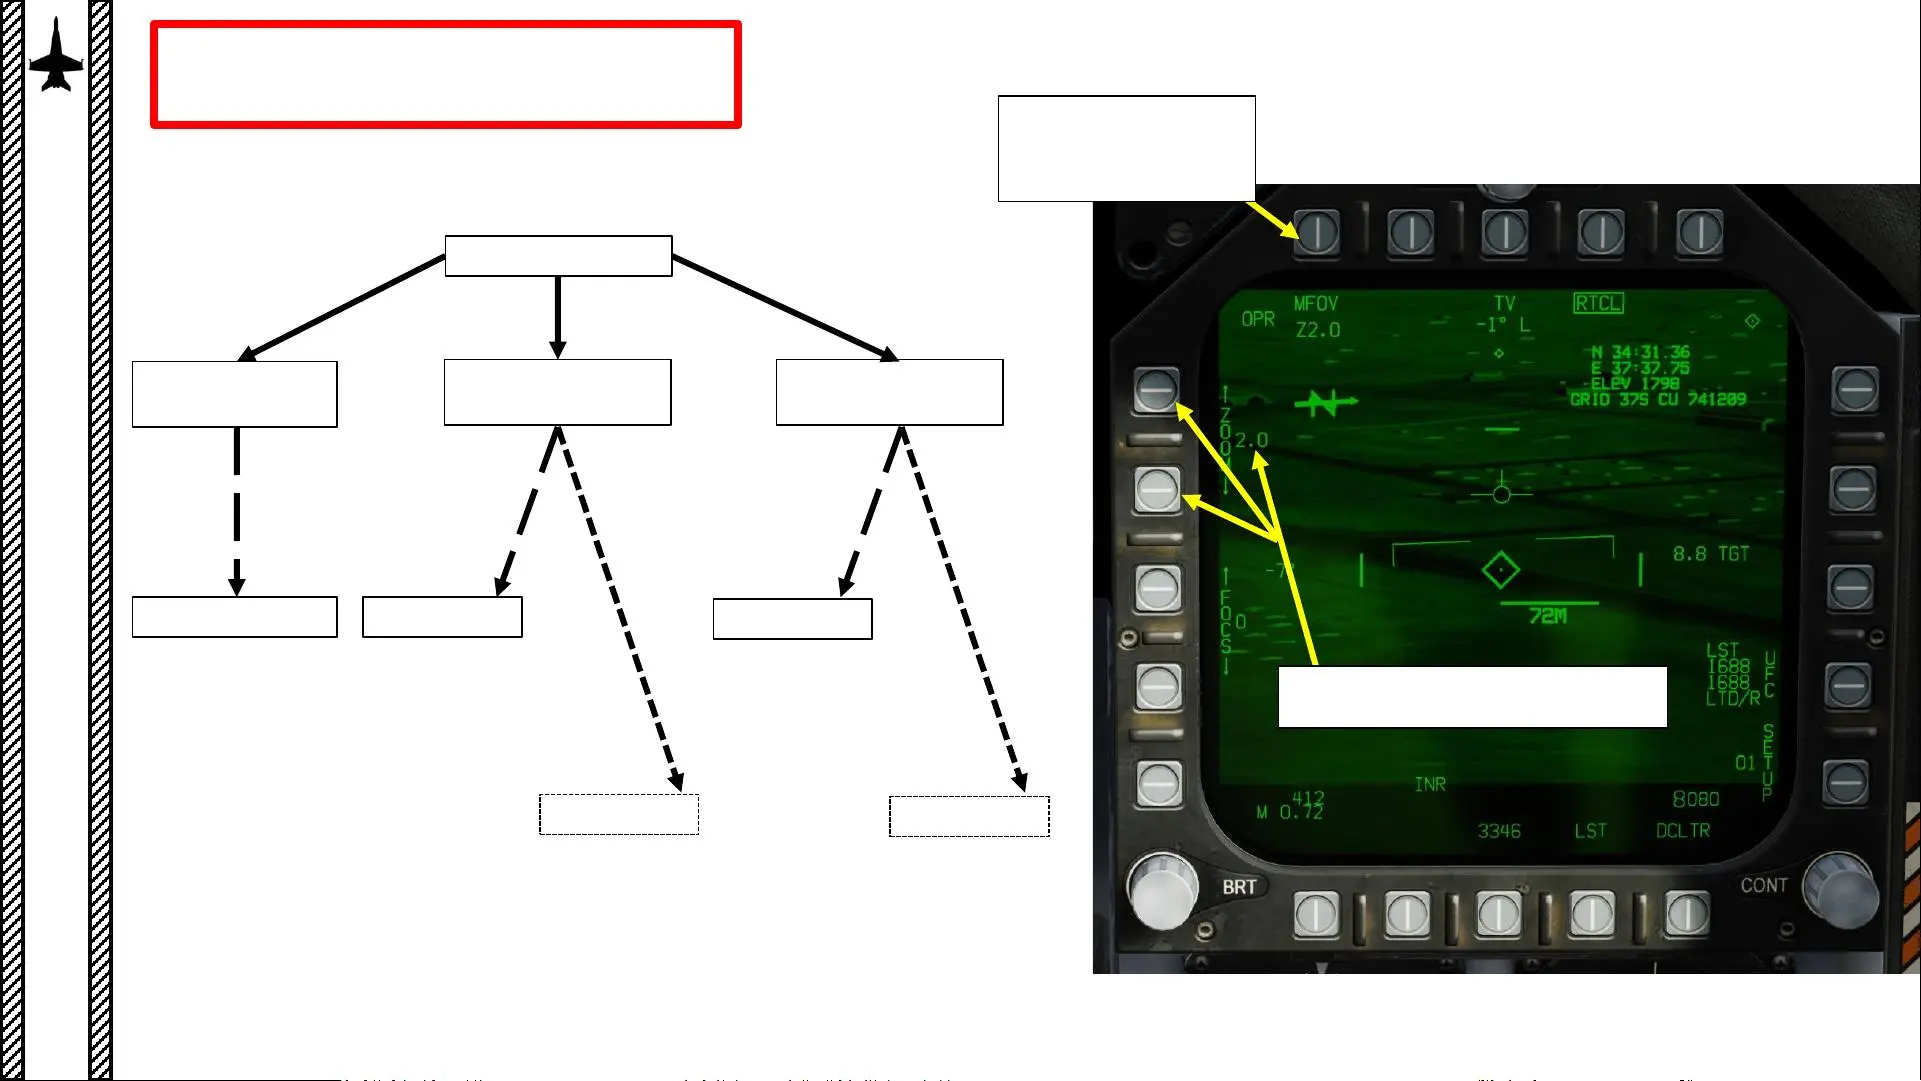 MFOV
TV
RTCL
OPR
Z2.0
-1° L
N 34:31.36
E 37:37.75
ELEV 1798
GRID 37S CU 741209
ZOOM
2.0
8.8 TGT
-7°
FOCS
0
72M
LST
1688
1688
LTD/R
UFC
SETUP
01
INR
412
M 0.72
8080
3346
LST
DCLTR
BRT
CONT